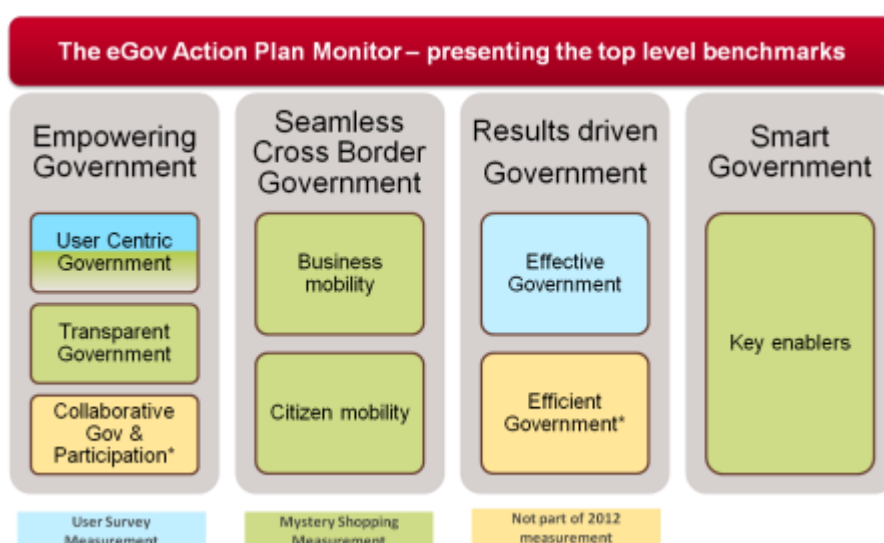 The eGov Action Plan Monitor – presenting the top level benchmarks
Empowering
Government
User Centric
Government
Transparent
Government
Collaborative
Gov &
Participation*
Seamless
Cross Border
Government
Business
mobility
Citizen mobility
Results driven
Government
Effective
Government
Efficient
Government*
Smart
Government
Key enablers
User Survey
Measurement
Mystery Shopping
Measurement
Not part of 2012
measurement